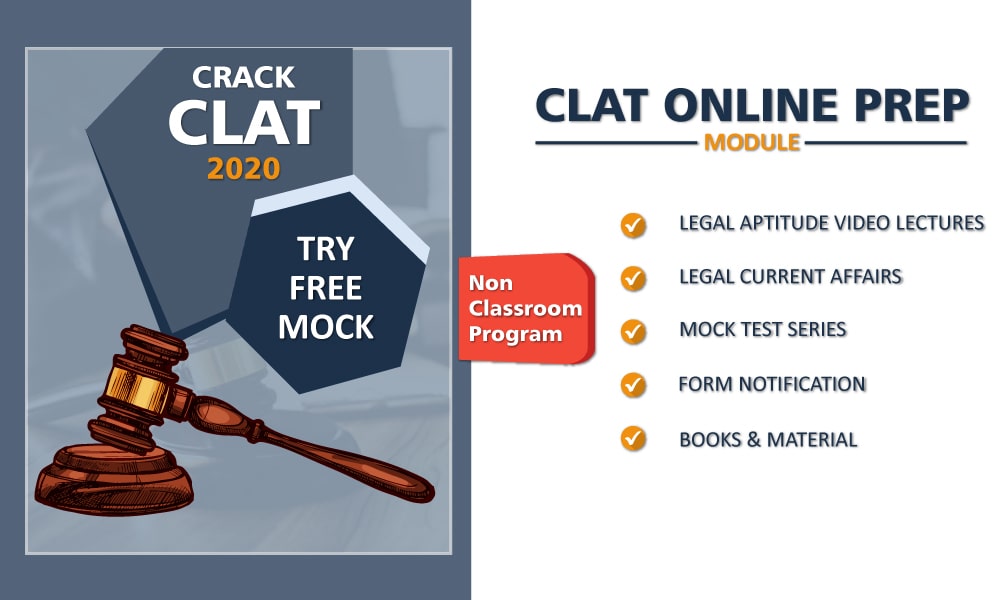 CRACK
CLAT
2020
TRY
FREE
MOCK
Non
Classroom
Program
CLAT ONLINE PREP
MODULE
LEGAL APTITUDE VIDEO LECTURES
LEGAL CURRENT AFFAIRS
MOCK TEST SERIES
FORM NOTIFICATION
BOOKS & MATERIAL